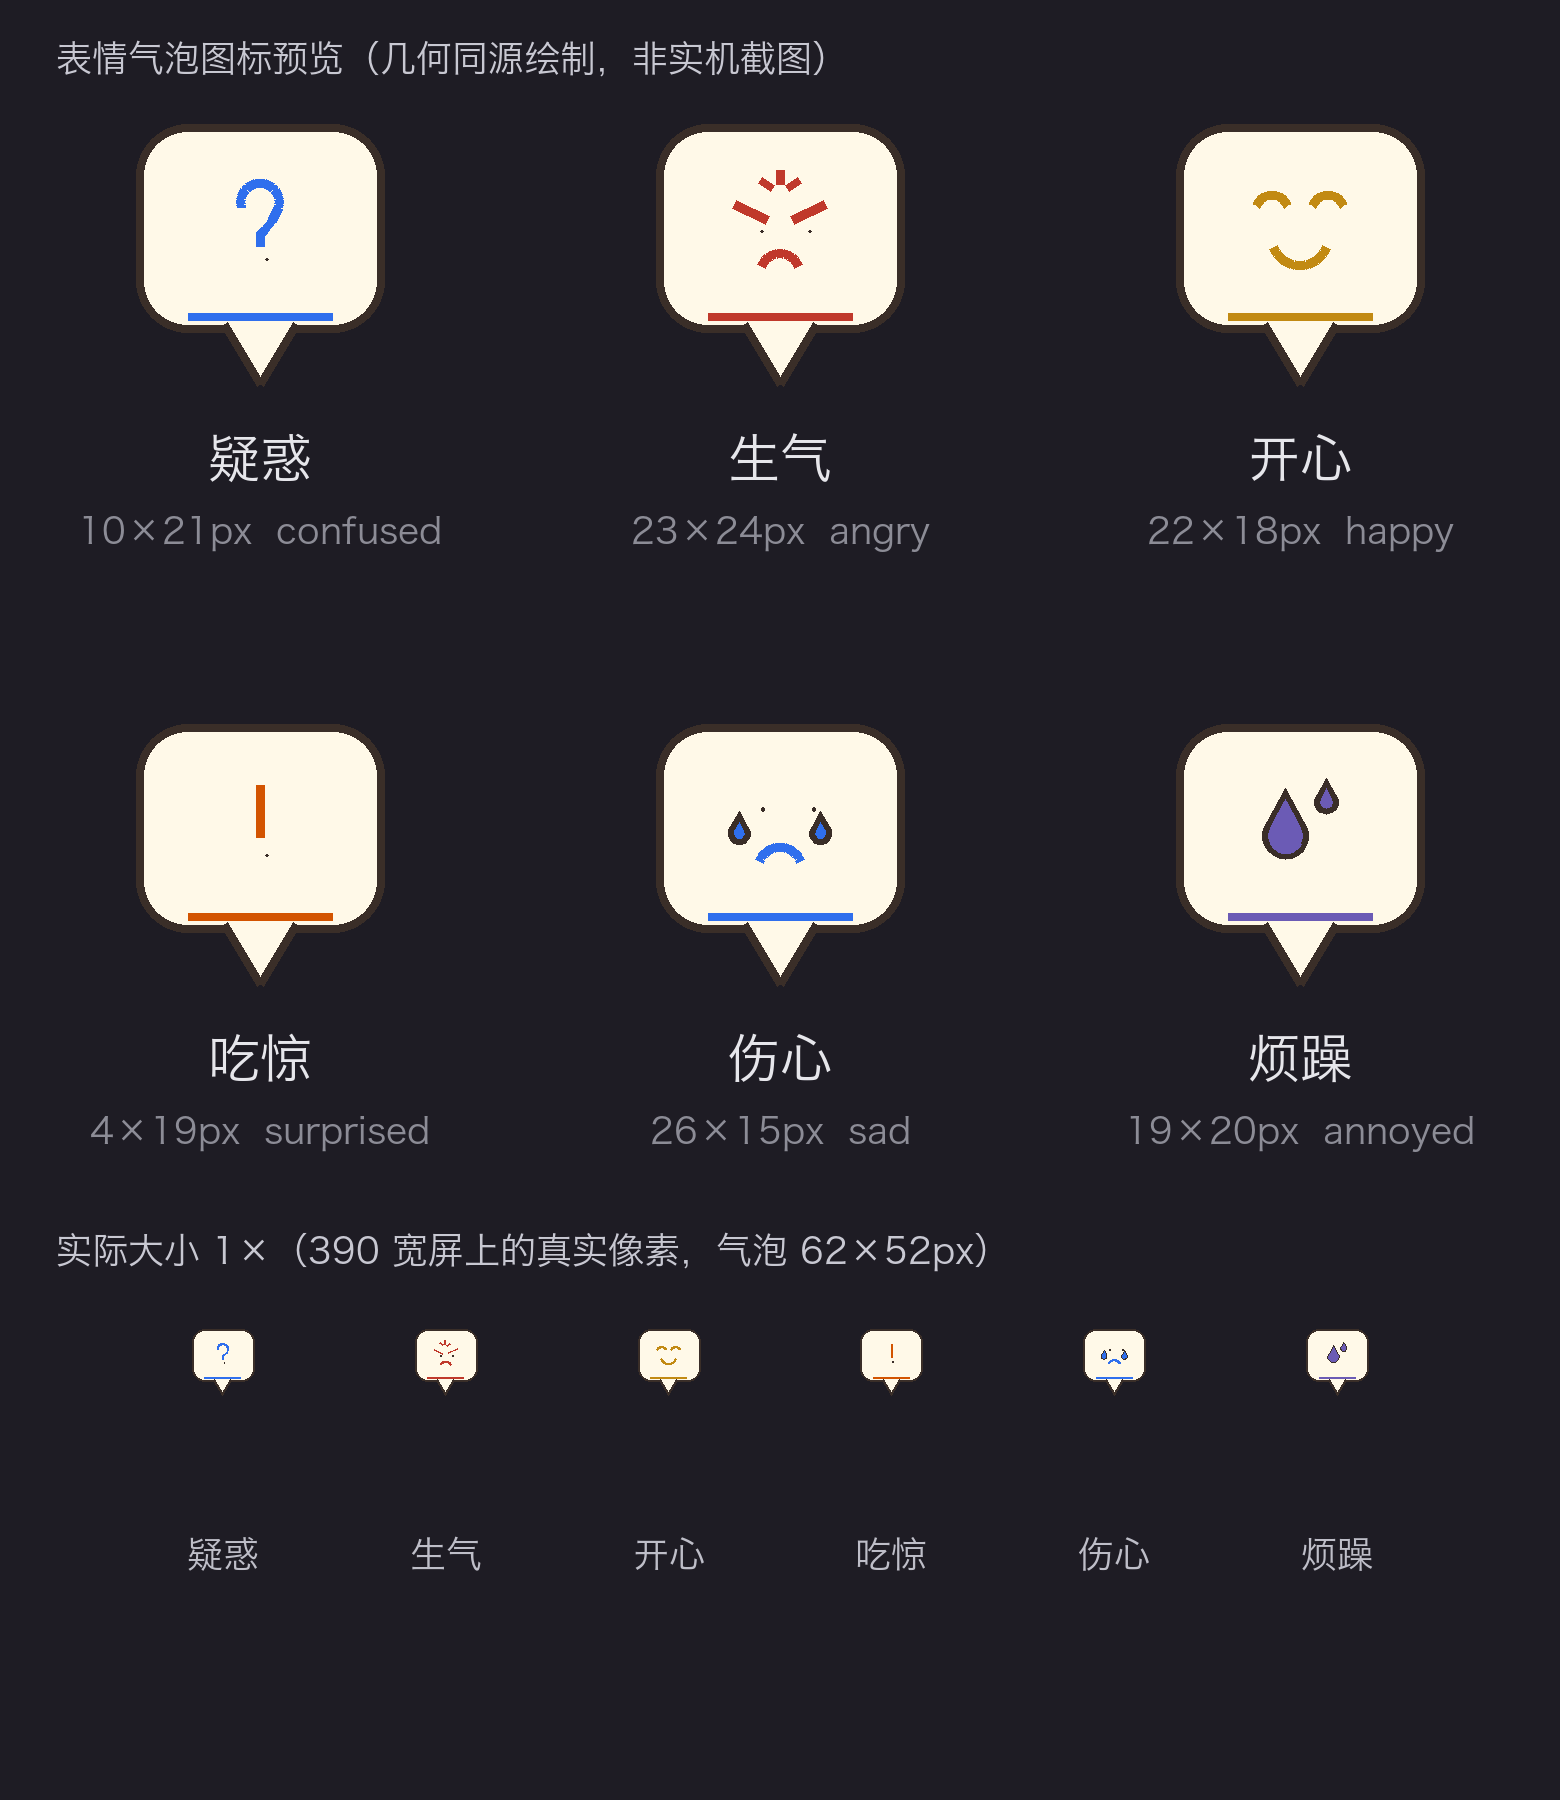 表情气泡图标预览（几何同源绘制，非实机截图）
?
疑惑 生气 开心
10×21px confused 23×24px angry 22×18px happy
!
吃惊 伤心 烦躁
4×19px surprised 26×15px sad 19×20px annoyed
实际大小 1×（390 宽屏上的真实像素，气泡 62×52px）
? !
疑惑 生气 开心 吃惊 伤心 烦躁